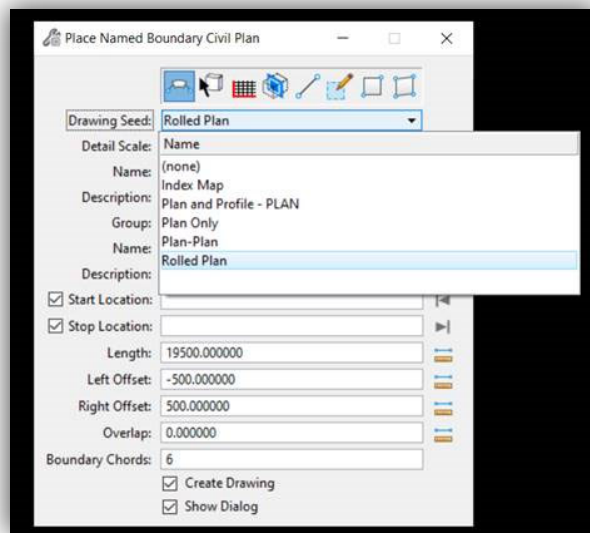 Place Named Boundary Civil Plan
Drawing Seed: Rolled Plan
Detail Scale: Name
Name: (none)
Index Map
Description: Plan and Profile - PLAN
Group: Plan Only
Name: Plan-Plan
Rolled Plan
Description:
Start Location:
Stop Location:
Length: 19500.000000
Left Offset: -500.000000
Right Offset: 500.000000
Overlap: 0.000000
Boundary Chords: 6
Create Drawing
Show Dialog